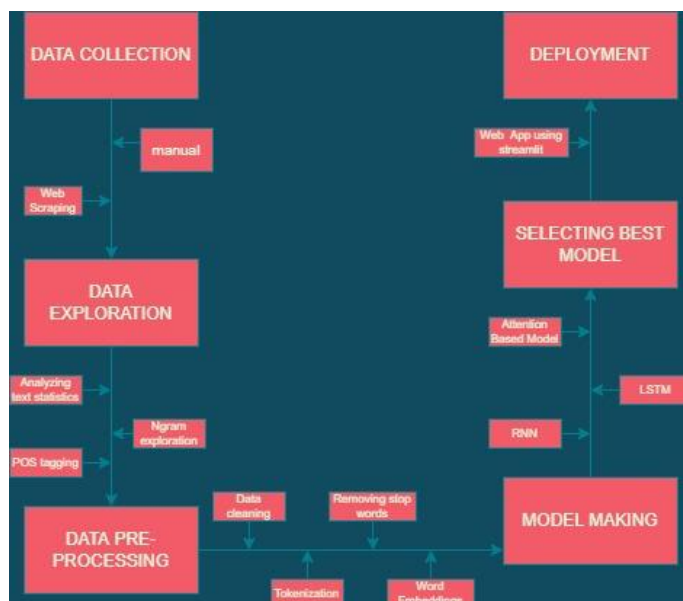 DATA COLLECTION
manual
Web
Scraping
DATA
EXPLORATION
Analyzing
text statistics
Ngram
exploration
POS tagging
DATA PRE-
PROCESSING
Data
cleaning
Tokenization
Removing stop
words
Word
Embeddings
MODEL MAKING
RNN
LSTM
Attention
Based Model
SELECTING BEST
MODEL
Web App using
streamlit
DEPLOYMENT